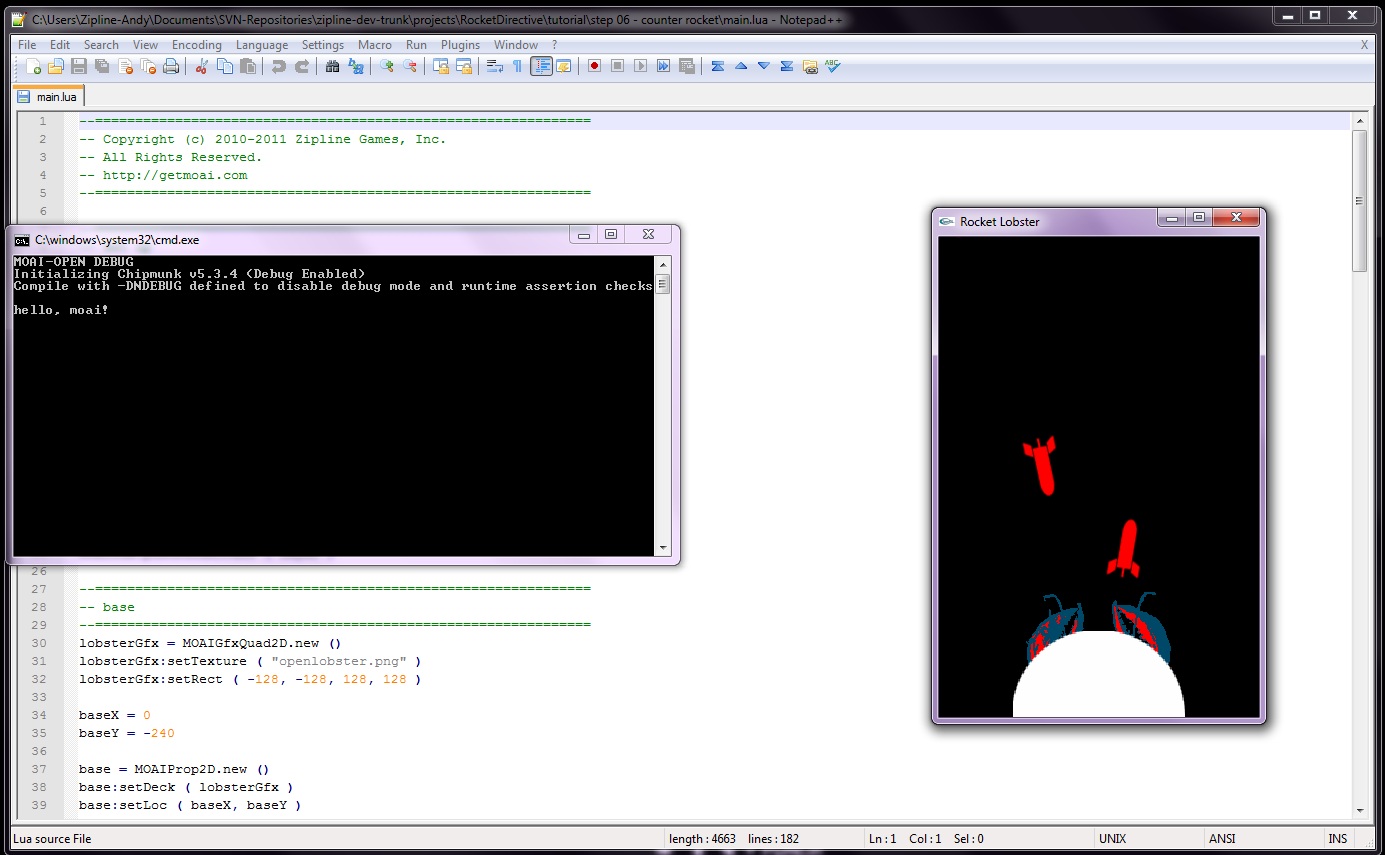 C:\Users\Zipline-Andy\Documents\SVN-Repositories\zipline-dev-trunk\projects\RocketDirective\tutorial\step 06 - counter rocket\main.lua - Notepad++
File Edit Search View Encoding Language Settings Macro Run Plugins Window ? X
ABC
main.lua
1 --==============================================================
2 -- Copyright (c) 2010-2011 Zipline Games, Inc.
3 -- All Rights Reserved.
4 -- http://getmoai.com
5 --==============================================================
6
C:\windows\system32\cmd.exe
MOAI-OPEN DEBUG
Initializing Chipmunk v5.3.4 (Debug Enabled)
Compile with -DNDEBUG defined to disable debug mode and runtime assertion checks
hello, moai!
Rocket Lobster
26
27 --==============================================================
28 -- base
29 --==============================================================
30 lobsterGfx = MOAIGfxQuad2D.new ()
31 lobsterGfx:setTexture ( "openlobster.png" )
32 lobsterGfx:setRect ( -128, -128, 128, 128 )
33
34 baseX = 0
35 baseY = -240
36
37 base = MOAIProp2D.new ()
38 base:setDeck ( lobsterGfx )
39 base:setLoc ( baseX, baseY )
Lua source File length : 4663 lines : 182 Ln : 1 Col : 1 Sel : 0 UNIX ANSI INS